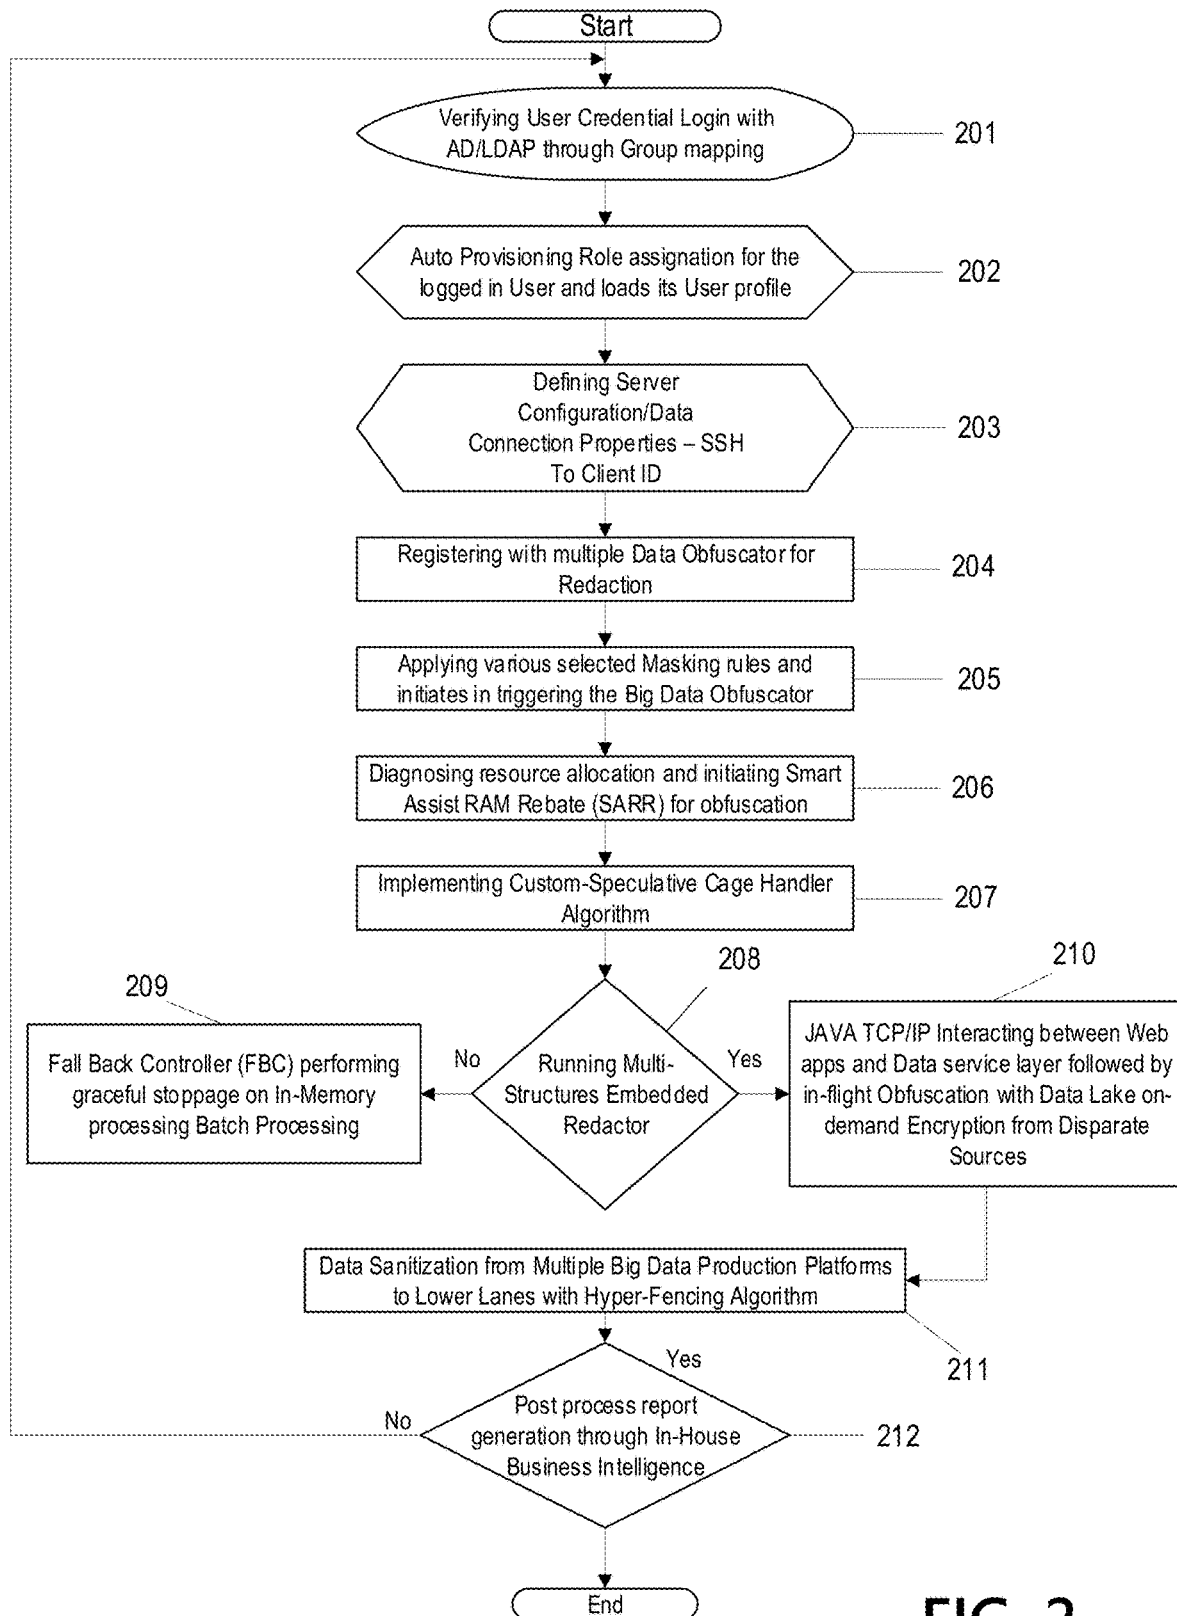 Start
Verifying User Credential Login with
AD/LDAP through Group mapping
201
Auto Provisioning Role assignation for the
logged in User and loads its User profile
202
Defining Server
Configuration/Data
Connection Properties – SSH
To Client ID
203
Registering with multiple Data Obfuscator for
Redaction
204
Applying various selected Masking rules and
initiates in triggering the Big Data Obfuscator
205
Diagnosing resource allocation and initiating Smart
Assist RAM Rebate (SARR) for obfuscation
206
Implementing Custom-Speculative Cage Handler
Algorithm
207
208
209
210
Fall Back Controller (FBC) performing
graceful stoppage on In-Memory
processing Batch Processing
No
Running Multi-
Structures Embedded
Redactor
Yes
JAVA TCP/IP Interacting between Web
apps and Data service layer followed by
in-flight Obfuscation with Data Lake on-
demand Encryption from Disparate
Sources
Data Sanitization from Multiple Big Data Production Platforms
to Lower Lanes with Hyper-Fencing Algorithm
211
Yes
No
Post process report
generation through In-House
Business Intelligence
212
End
FIG. 2